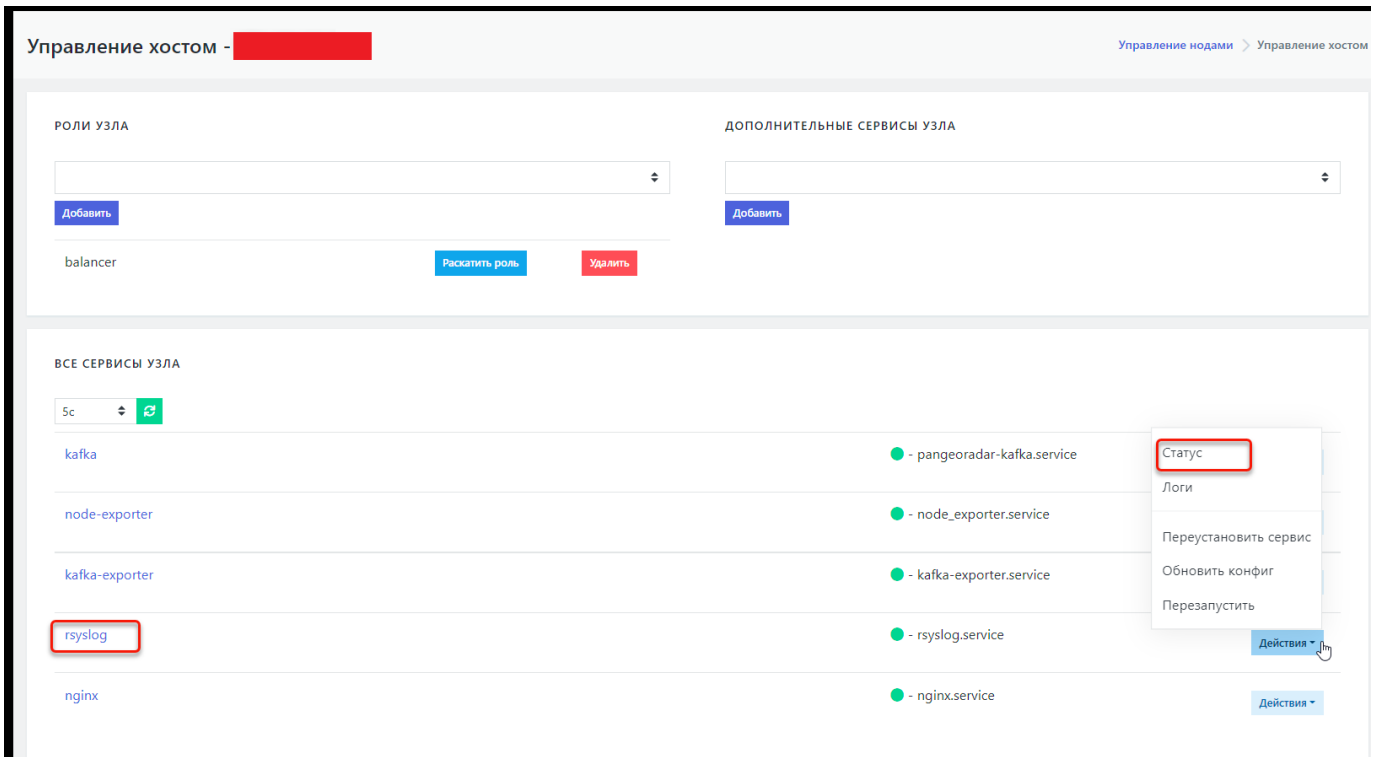 Управление хостом -
Управление нодами > Управление хостом
РОЛИ УЗЛА
ДОПОЛНИТЕЛЬНЫЕ СЕРВИСЫ УЗЛА
Добавить
Добавить
balancer Раскатить роль Удалить
ВСЕ СЕРВИСЫ УЗЛА
5с
kafka - pangeoradar-kafka.service
node-exporter - node_exporter.service
kafka-exporter - kafka-exporter.service
rsyslog - rsyslog.service
Статус
Логи
Переустановить сервис
Обновить конфиг
Перезапустить
Действия
nginx - nginx.service Действия